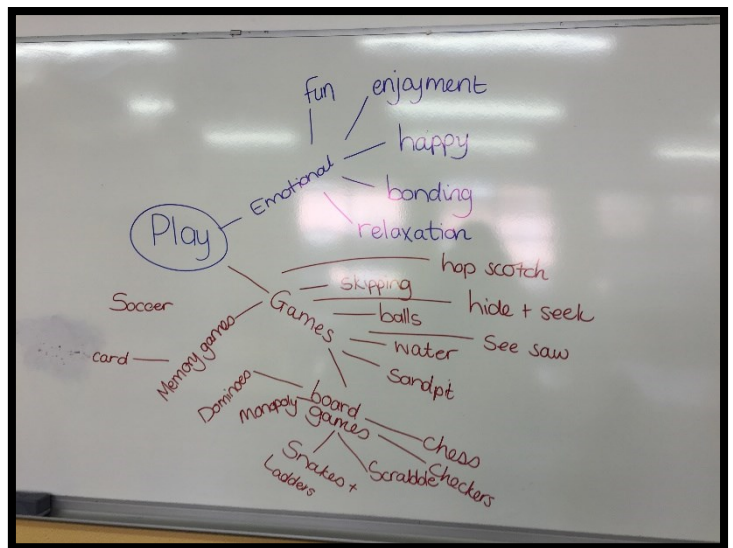 fun
enjoyment
happy
Emotional
bonding
Play
relaxation
hop scotch
Skipping
Soccer
Games
hide + seek
balls
See saw
water
card
Memory games
Sandpit
Dominoes
board
games
Monopoly
Chess
Checkers
Scrabble
Snakes +
Ladders